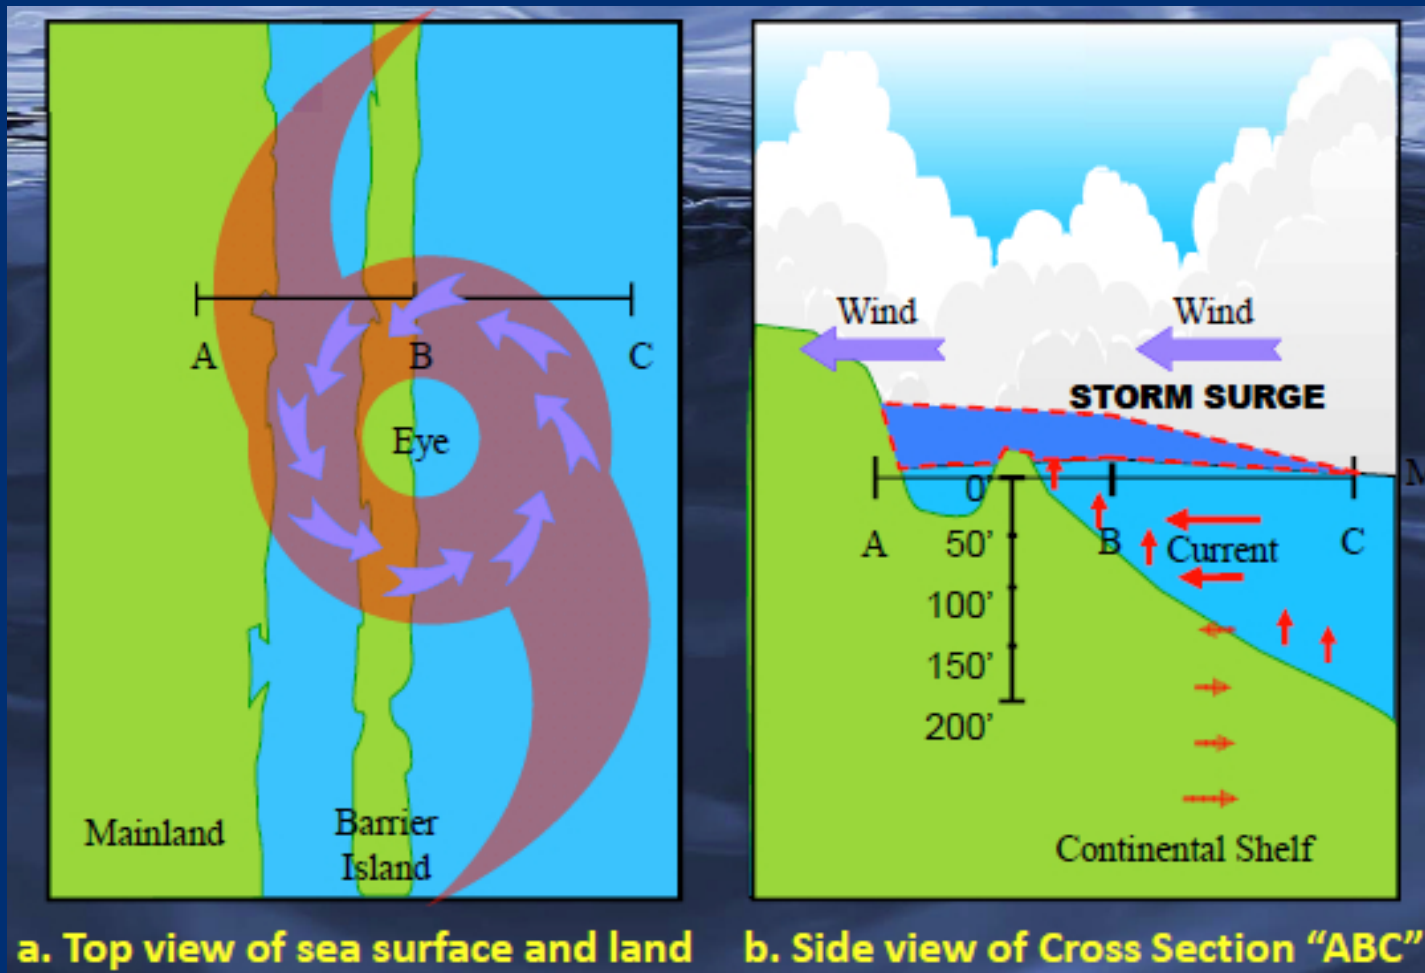 A
B
C
Eye
Mainland
Barrier
Island
a. Top view of sea surface and land
Wind
Wind
STORM SURGE
0'
A
50'
B
Current
C
100'
150'
200'
Continental Shelf
b. Side view of Cross Section “ABC”